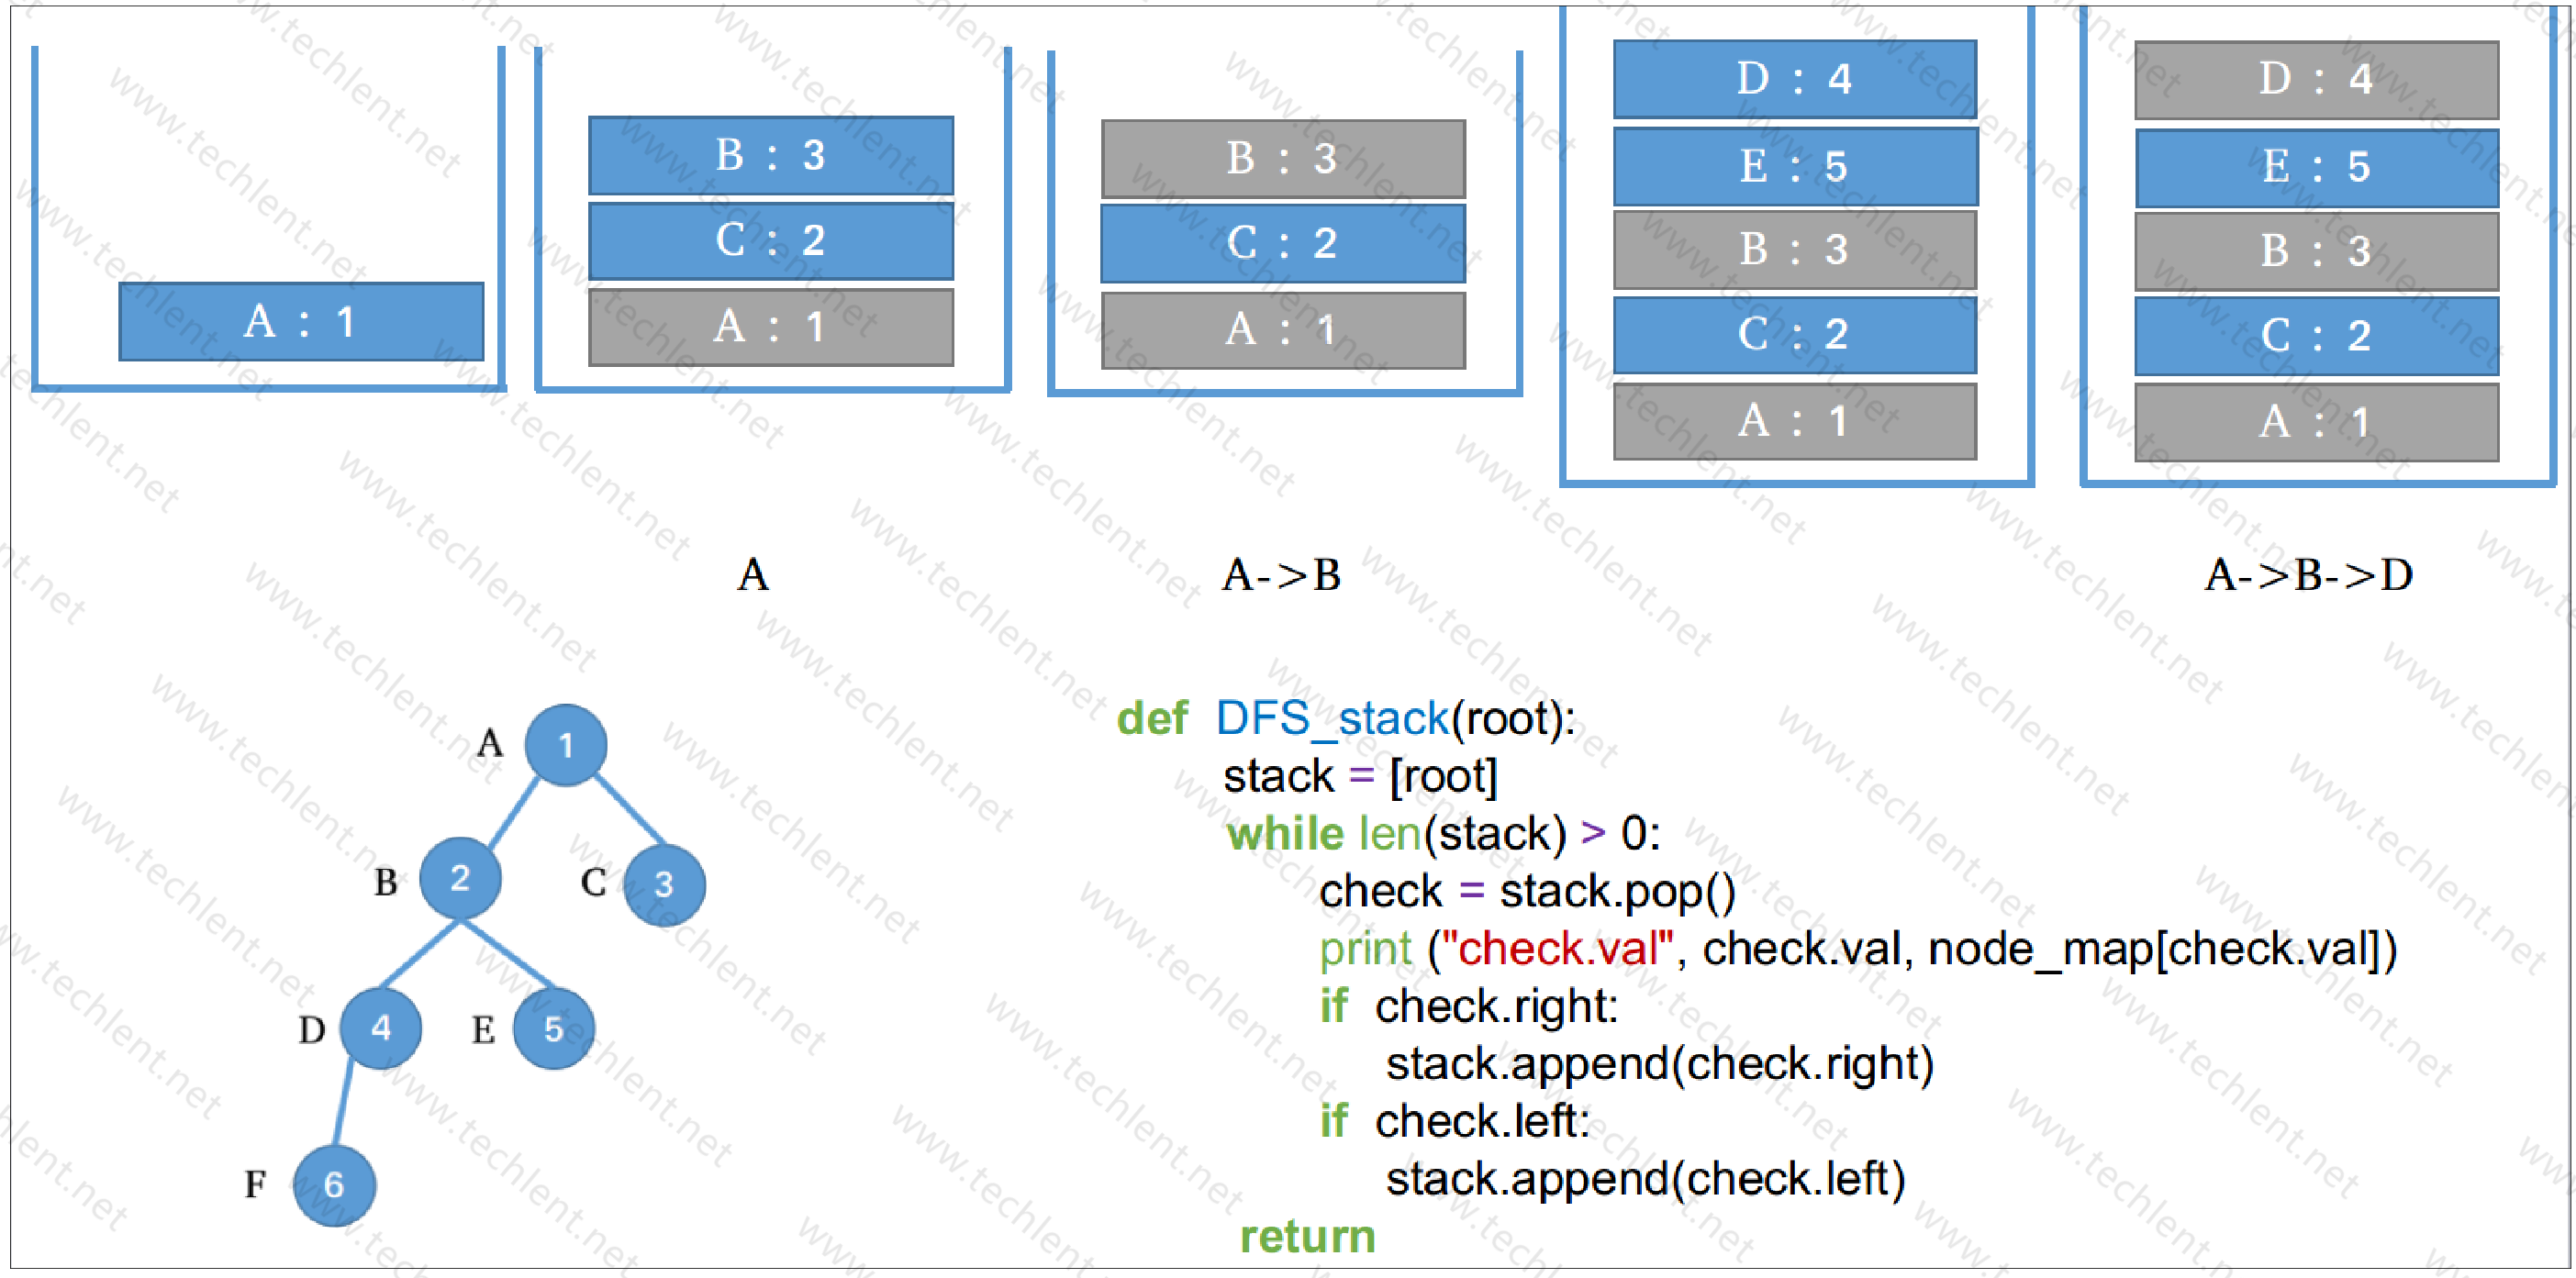 A : 1
B : 3
C : 2
A : 1
B : 3
C : 2
A : 1
D : 4
E : 5
B : 3
C : 2
A : 1
D : 4
E : 5
B : 3
C : 2
A : 1
A
A->B
A->B->D
A 1
B 2
C 3
D 4
E 5
F 6
def DFS_stack(root):
stack = [root]
while len(stack) > 0:
check = stack.pop()
print ("check.val", check.val, node_map[check.val])
if check.right:
stack.append(check.right)
if check.left:
stack.append(check.left)
return
www.techlent.net